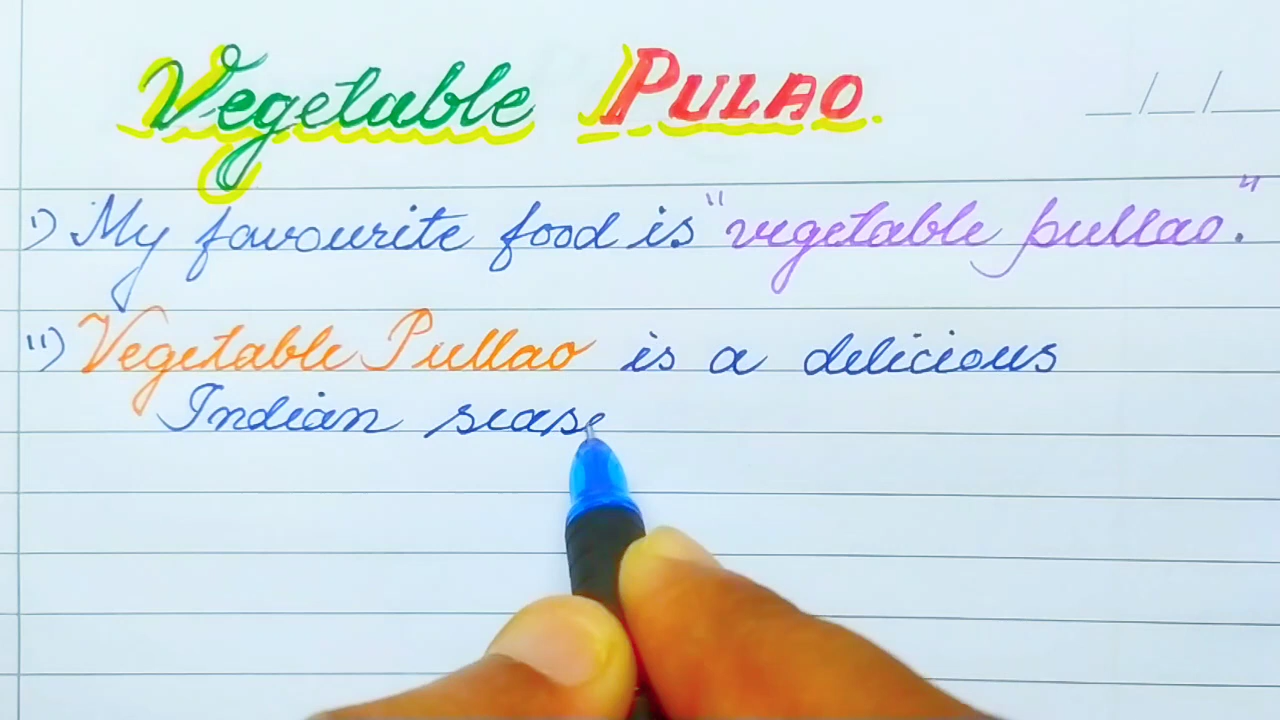 Vegetable PULAO
i) My favourite food is "vegetable pullao".
ii) Vegetable Pullao is a delicious
Indian